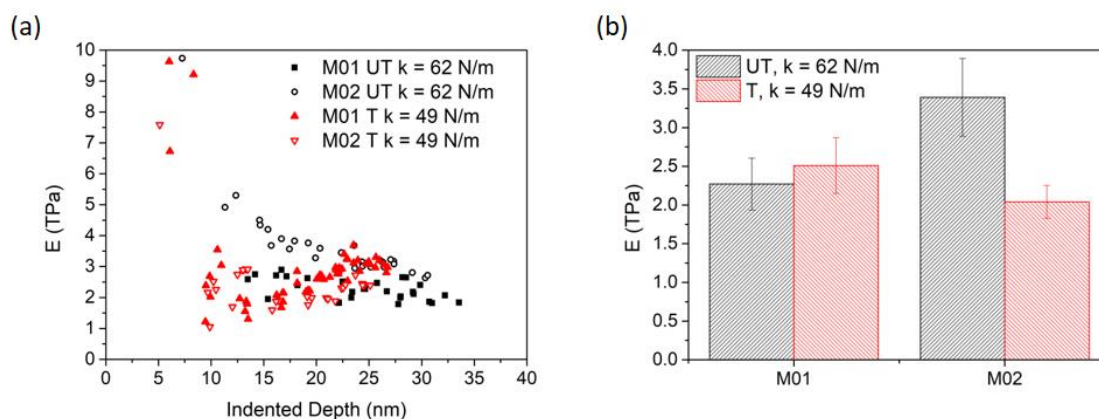 (a)
10
9
8
7
6
5
4
3
2
1
0
E (TPa)
M01 UT k = 62 N/m
M02 UT k = 62 N/m
M01 T k = 49 N/m
M02 T k = 49 N/m
0 5 10 15 20 25 30 35 40
Indented Depth (nm)
(b)
4.0
3.5
3.0
2.5
2.0
1.5
1.0
0.5
0.0
E (TPa)
UT, k = 62 N/m
T, k = 49 N/m
M01 M02